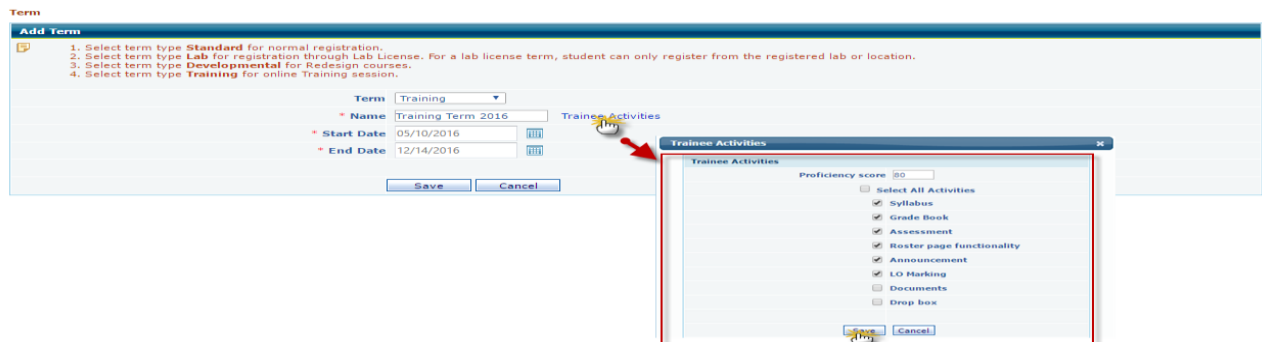 Term
Add Term
1. Select term type Standard for normal registration.
2. Select term type Lab for registration through Lab License. For a lab license term, student can only register from the registered lab or location.
3. Select term type Developmental for Redesign courses.
4. Select term type Training for online Training session.
Term Training
* Name Training Term 2016 Trainee Activities
* Start Date 05/10/2016
* End Date 12/14/2016
Save Cancel
Trainee Activities x
Trainee Activities
Proficiency score 80
Select All Activities
Syllabus
Grade Book
Assessment
Roster page functionality
Announcement
LO Marking
Documents
Drop box
Save Cancel